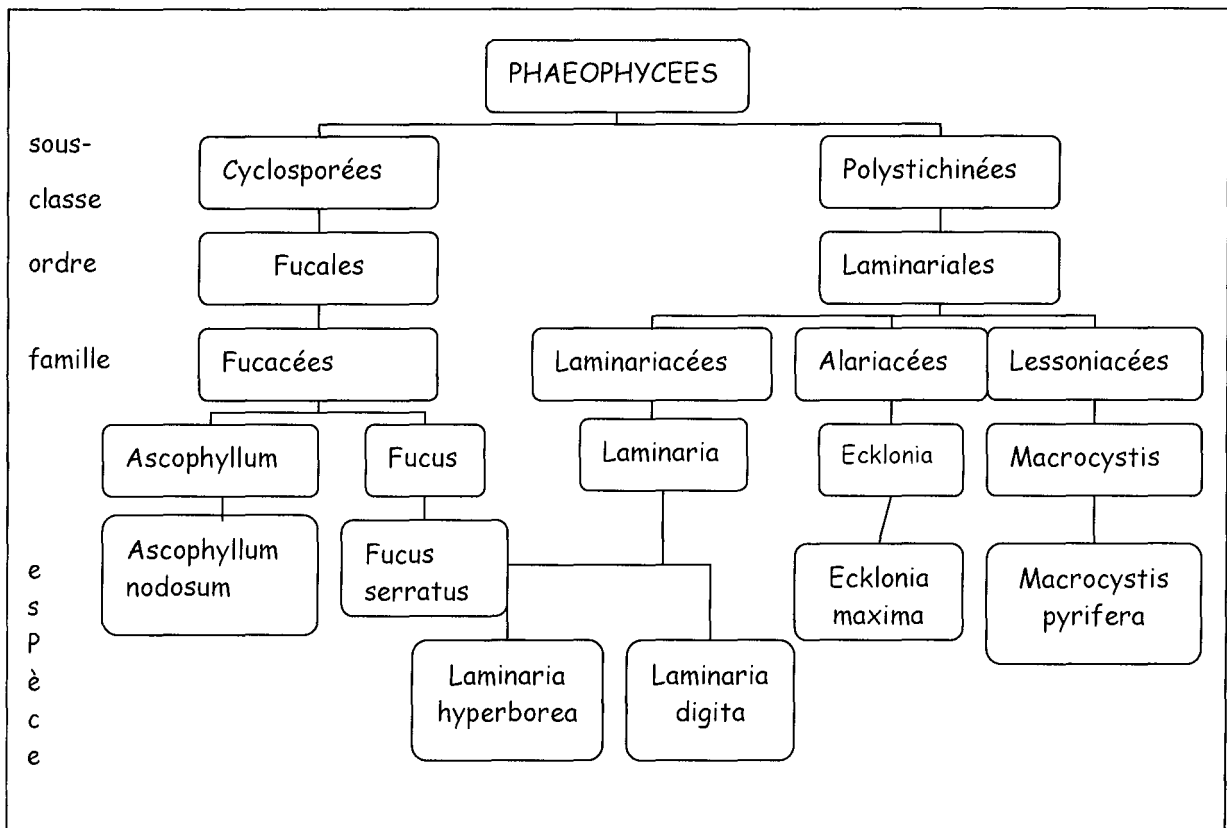 PHAEOPHYCEES
sous-
classe
Cyclosporées
Polystichinées
ordre
Fucales
Laminariales
famille
Fucacées
Laminariacées
Alariacées
Lessoniacées
Ascophyllum
Fucus
Laminaria
Ecklonia
Macrocystis
e
s
P
è
c
e
Ascophyllum
nodosum
Fucus
serratus
Laminaria
hyperborea
Laminaria
digita
Ecklonia
maxima
Macrocystis
pyrifera